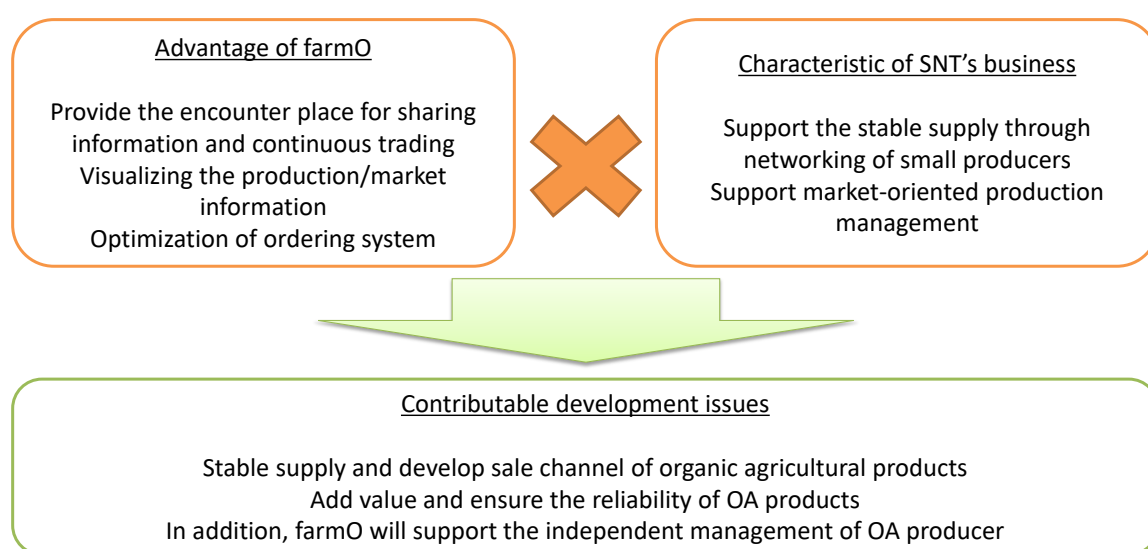 Advantage of farmO
Provide the encounter place for sharing
information and continuous trading
Visualizing the production/market
information
Optimization of ordering system
Characteristic of SNT’s business
Support the stable supply through
networking of small producers
Support market-oriented production
management
Contributable development issues
Stable supply and develop sale channel of organic agricultural products
Add value and ensure the reliability of OA products
In addition, farmO will support the independent management of OA producer